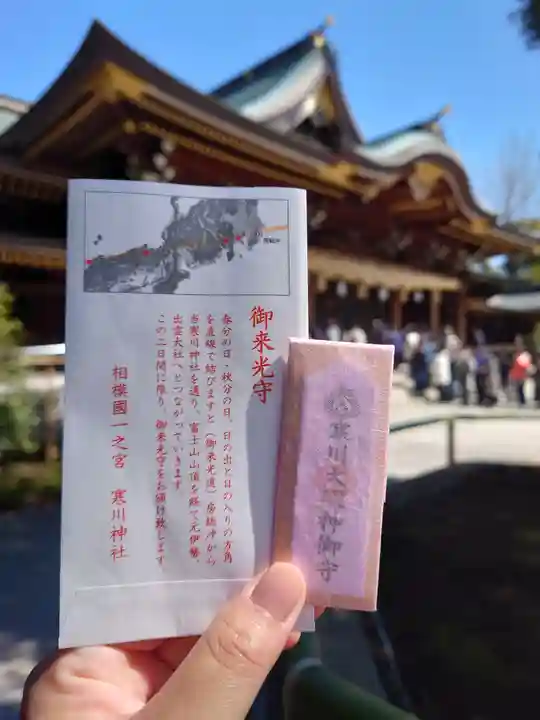 御来光守
春分の日・秋分の日、日の出と日の入りの方角
を直線で結びますと(御来光道)房総沖から
当寒川神社を通り、富士山山頂を経て元伊勢、
出雲大社へとつながっていきます
この二日間に限り、御来光守をお頒け致します
相模國一之宮 寒川神社
寒川大神御守